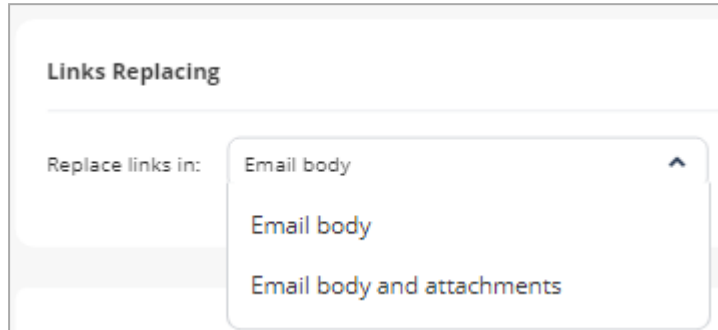 Links Replacing
Replace links in: Email body
Email body
Email body and attachments